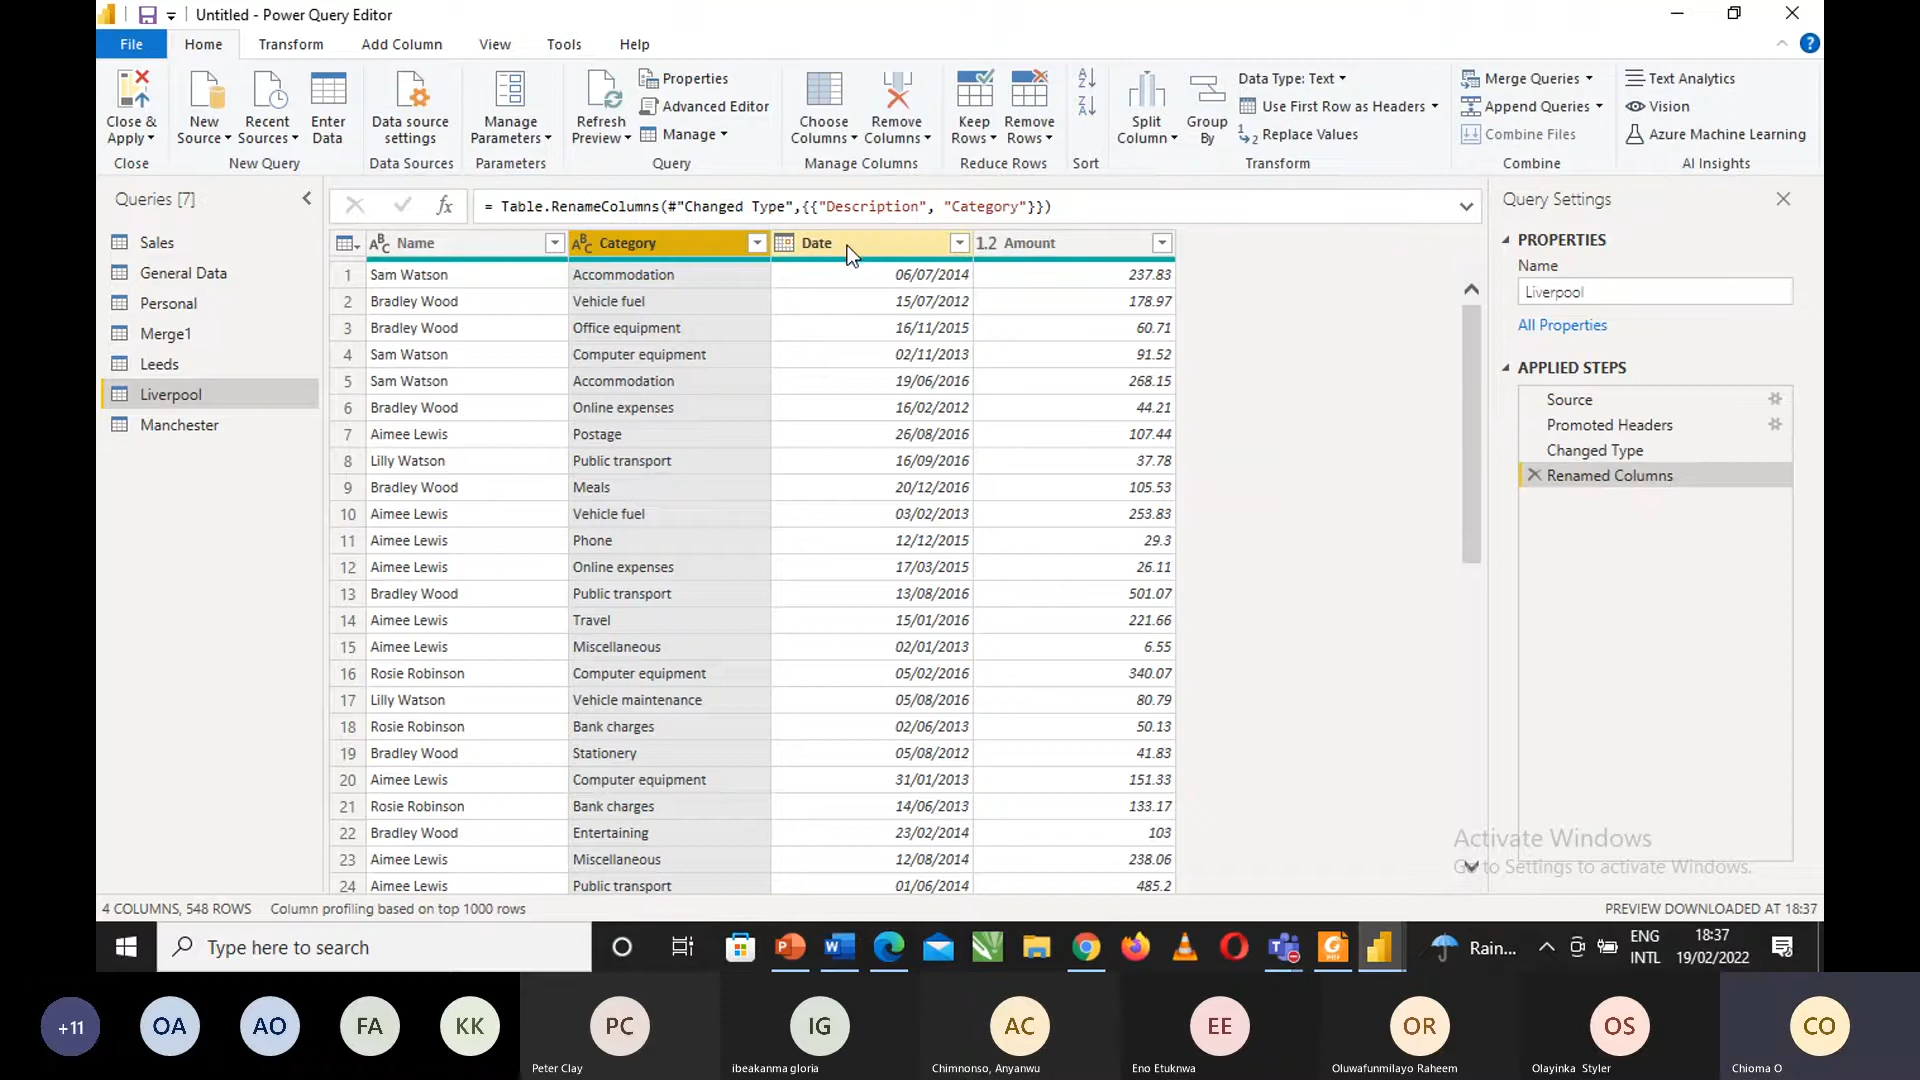 Untitled - Power Query Editor
File Home Transform Add Column View Tools Help
Close & Apply
New Source
Recent Sources
Enter Data
Data source settings
Manage Parameters
Refresh Preview
Properties
Advanced Editor
Manage
Choose Columns
Remove Columns
Keep Rows
Remove Rows
Split Column
Group By
Data Type: Text
Use First Row as Headers
Replace Values
Merge Queries
Append Queries
Combine Files
Text Analytics
Vision
Azure Machine Learning
Close New Query Data Sources Parameters Query Manage Columns Reduce Rows Sort Transform Combine AI Insights
Queries [7]
Sales
General Data
Personal
Merge1
Leeds
Liverpool
Manchester
fx = Table.RenameColumns(#"Changed Type",{{"Description", "Category"}})
ABC Name ABC Category Date 1.2 Amount
1 Sam Watson Accommodation 06/07/2014 237.83
2 Bradley Wood Vehicle fuel 15/07/2012 178.97
3 Bradley Wood Office equipment 16/11/2015 60.71
4 Sam Watson Computer equipment 02/11/2013 91.52
5 Sam Watson Accommodation 19/06/2016 268.15
6 Bradley Wood Online expenses 16/02/2012 44.21
7 Aimee Lewis Postage 26/08/2016 107.44
8 Lilly Watson Public transport 16/09/2016 37.78
9 Bradley Wood Meals 20/12/2016 105.53
10 Aimee Lewis Vehicle fuel 03/02/2013 253.83
11 Aimee Lewis Phone 12/12/2015 29.3
12 Aimee Lewis Online expenses 17/03/2015 26.11
13 Bradley Wood Public transport 13/08/2016 501.07
14 Aimee Lewis Travel 15/01/2016 221.66
15 Aimee Lewis Miscellaneous 02/01/2013 6.55
16 Rosie Robinson Computer equipment 05/02/2016 340.07
17 Lilly Watson Vehicle maintenance 05/08/2016 80.79
18 Rosie Robinson Bank charges 02/06/2013 50.13
19 Bradley Wood Stationery 05/08/2012 41.83
20 Aimee Lewis Computer equipment 31/01/2013 151.33
21 Rosie Robinson Bank charges 14/06/2013 133.17
22 Bradley Wood Entertaining 23/02/2014 103
23 Aimee Lewis Miscellaneous 12/08/2014 238.06
24 Aimee Lewis Public transport 01/06/2014 485.2
Query Settings
PROPERTIES
Name
Liverpool
All Properties
APPLIED STEPS
Source
Promoted Headers
Changed Type
Renamed Columns
Activate Windows
Go to Settings to activate Windows.
4 COLUMNS, 548 ROWS Column profiling based on top 1000 rows PREVIEW DOWNLOADED AT 18:37
Type here to search
Rain...
ENG
INTL
18:37
19/02/2022
+11 OA AO FA KK PC IG AC EE OR OS CO
Peter Clay ibeakanma gloria Chimnonso, Anyanwu Eno Etuknwa Oluwafunmilayo Raheem Olayinka Styler Chioma O